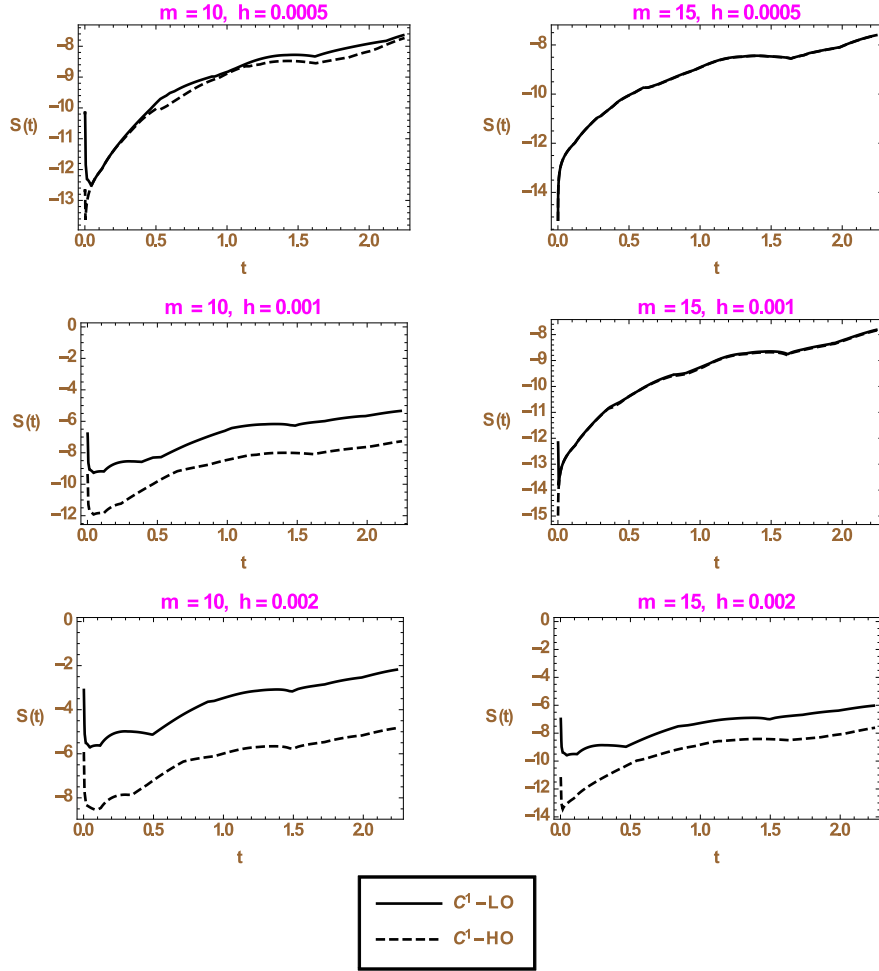 m = 10, h = 0.0005
−8
−9
−10
−11
−12
−13
S(t)
0.0 0.5 1.0 1.5 2.0
t
m = 15, h = 0.0005
−8
−10
−12
−14
S(t)
0.0 0.5 1.0 1.5 2.0
t
m = 10, h = 0.001
0
−2
−4
−6
−8
−10
−12
S(t)
0.0 0.5 1.0 1.5 2.0
t
m = 15, h = 0.001
−8
−9
−10
−11
−12
−13
−14
−15
S(t)
0.0 0.5 1.0 1.5 2.0
t
m = 10, h = 0.002
0
−2
−4
−6
−8
S(t)
0.0 0.5 1.0 1.5 2.0
t
m = 15, h = 0.002
0
−2
−4
−6
−8
−10
−12
−14
S(t)
0.0 0.5 1.0 1.5 2.0
t
C¹−LO
C¹−HO